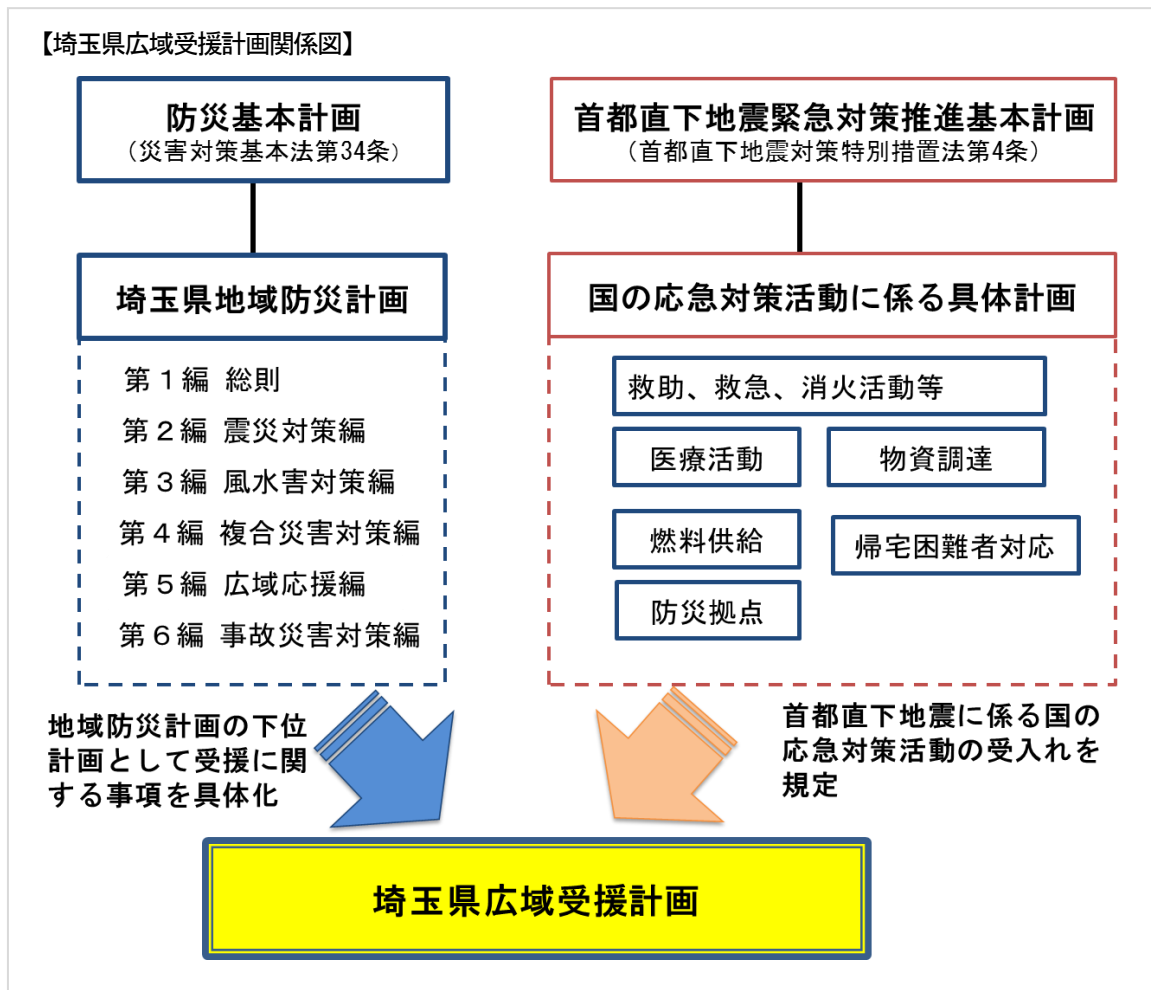 【埼玉県広域受援計画関係図】
防災基本計画
（災害対策基本法第34条）
首都直下地震緊急対策推進基本計画
（首都直下地震対策特別措置法第4条）
埼玉県地域防災計画
第１編 総則
第２編 震災対策編
第３編 風水害対策編
第４編 複合災害対策編
第５編 広域応援編
第６編 事故災害対策編
国の応急対策活動に係る具体計画
救助、救急、消火活動等
医療活動
物資調達
燃料供給
帰宅困難者対応
防災拠点
地域防災計画の下位
計画として受援に関
する事項を具体化
首都直下地震に係る国の
応急対策活動の受入れを
規定
埼玉県広域受援計画